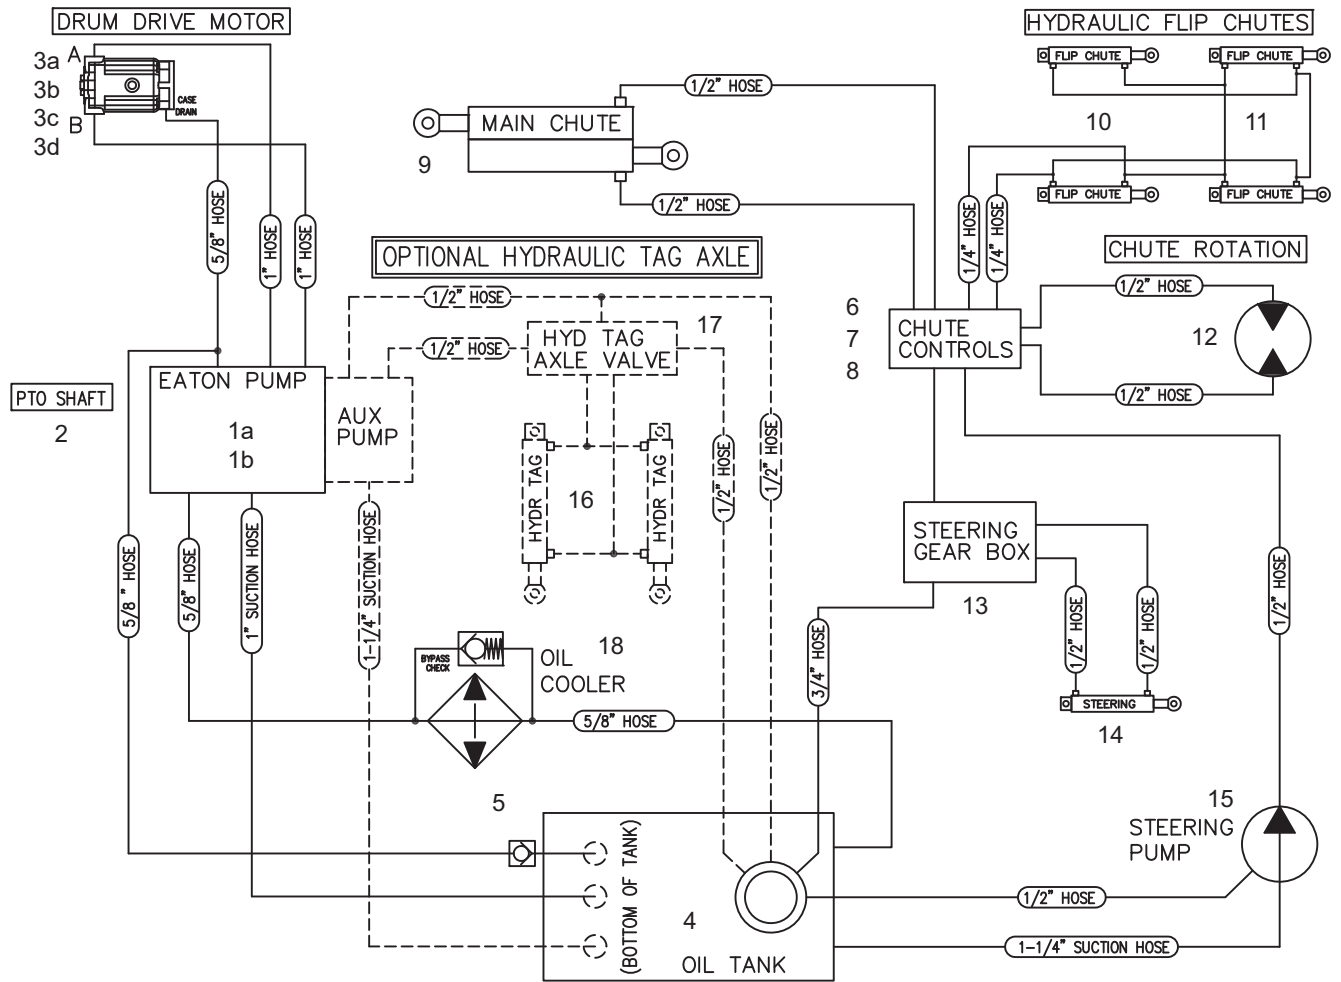 DRUM DRIVE MOTOR
HYDRAULIC FLIP CHUTES
3a
A
3b
3c
B
3d
CASE
DRAIN
FLIP CHUTE
FLIP CHUTE
10
11
FLIP CHUTE
FLIP CHUTE
1/2" HOSE
MAIN CHUTE
9
1/2" HOSE
5/8" HOSE
1" HOSE
1" HOSE
1/4" HOSE
1/4" HOSE
OPTIONAL HYDRAULIC TAG AXLE
CHUTE ROTATION
1/2" HOSE
12
1/2" HOSE
6
7
8
CHUTE
CONTROLS
1/2" HOSE
1/2" HOSE
HYD TAG
AXLE VALVE
17
PTO SHAFT
2
EATON PUMP
1a
1b
AUX
PUMP
HYDR TAG
16
HYDR TAG
1/2" HOSE
1/2" HOSE
5/8 " HOSE
5/8" HOSE
1" SUCTION HOSE
1-1/4" SUCTION HOSE
STEERING
GEAR BOX
13
1/2" HOSE
1/2" HOSE
1/2" HOSE
STEERING
14
3/4" HOSE
18
BYPASS
CHECK
OIL
COOLER
5/8" HOSE
5
15
STEERING
PUMP
(BOTTOM OF TANK)
4
OIL TANK
1/2" HOSE
1-1/4" SUCTION HOSE